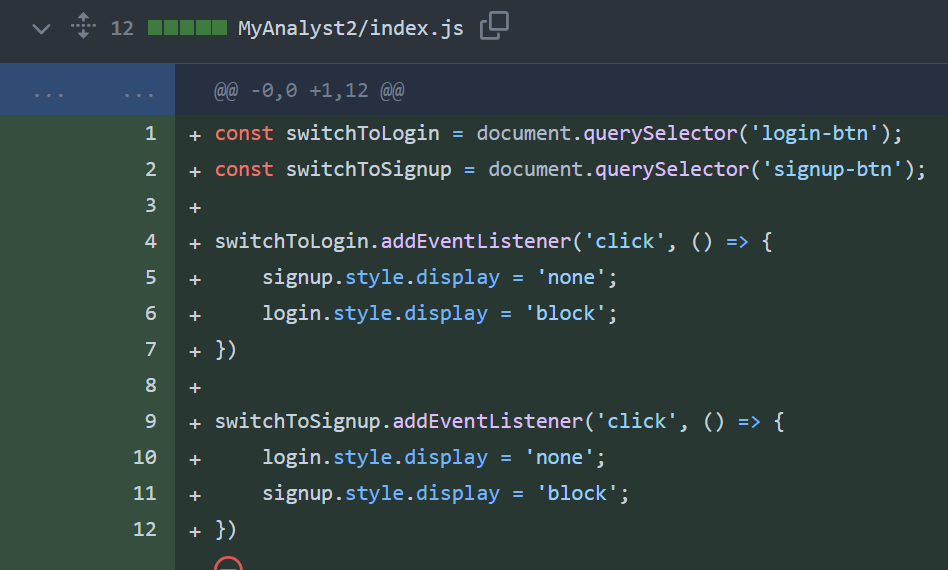 12 MyAnalyst2/index.js
... ... @@ -0,0 +1,12 @@
1 + const switchToLogin = document.querySelector('login-btn');
2 + const switchToSignup = document.querySelector('signup-btn');
3 +
4 + switchToLogin.addEventListener('click', () => {
5 +     signup.style.display = 'none';
6 +     login.style.display = 'block';
7 + })
8 +
9 + switchToSignup.addEventListener('click', () => {
10 +     login.style.display = 'none';
11 +     signup.style.display = 'block';
12 + })